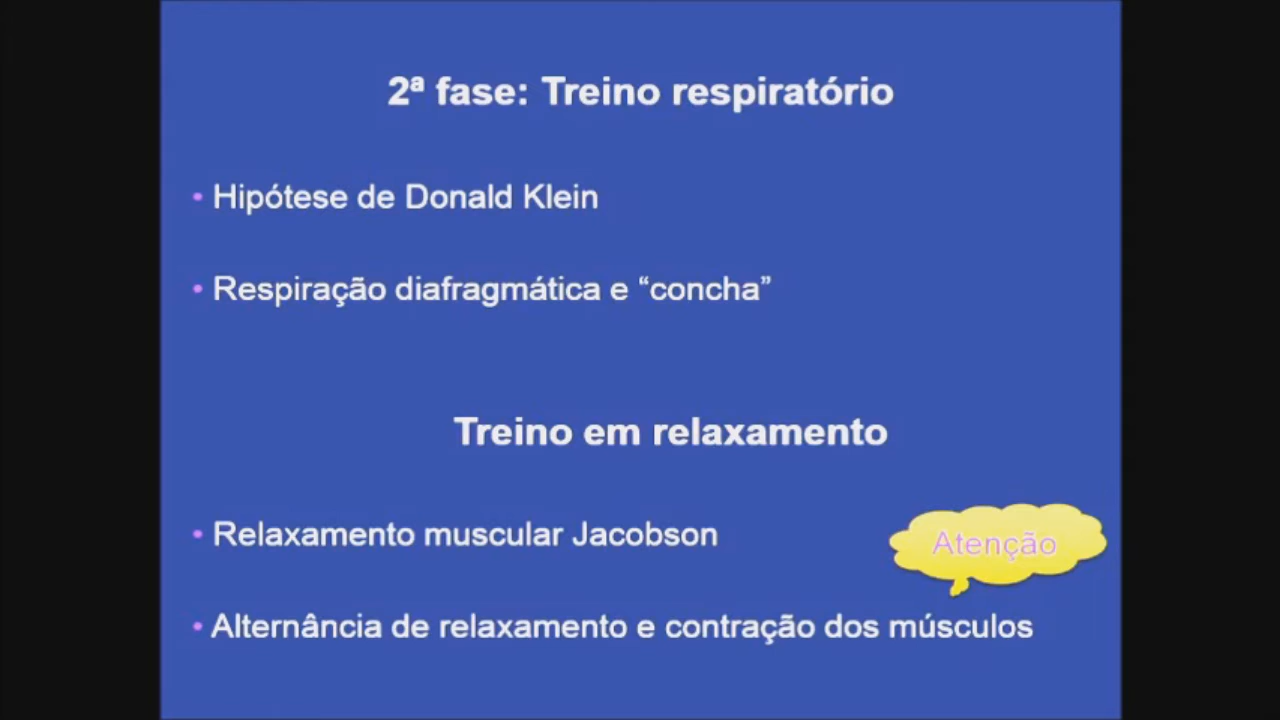 2ª fase: Treino respiratório
• Hipótese de Donald Klein
• Respiração diafragmática e “concha”
Treino em relaxamento
• Relaxamento muscular Jacobson
Atenção
• Alternância de relaxamento e contração dos músculos